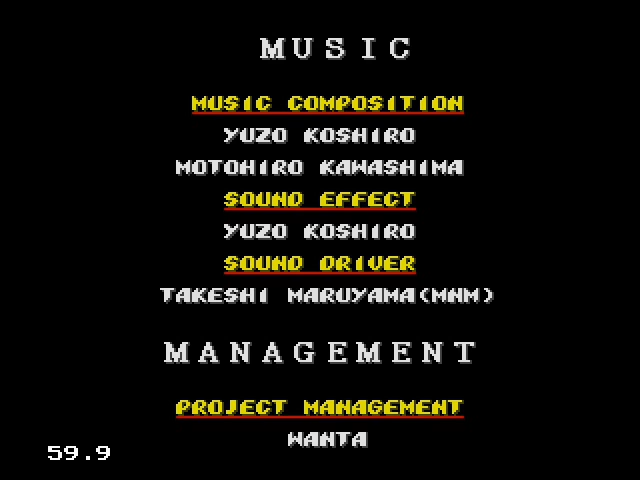 MUSIC
MUSIC COMPOSITION
YUZO KOSHIRO
MOTOHIRO KAWASHIMA
SOUND EFFECT
YUZO KOSHIRO
SOUND DRIVER
TAKESHI MARUYAMA(MNM)
MANAGEMENT
PROJECT MANAGEMENT
WANTA
59.9